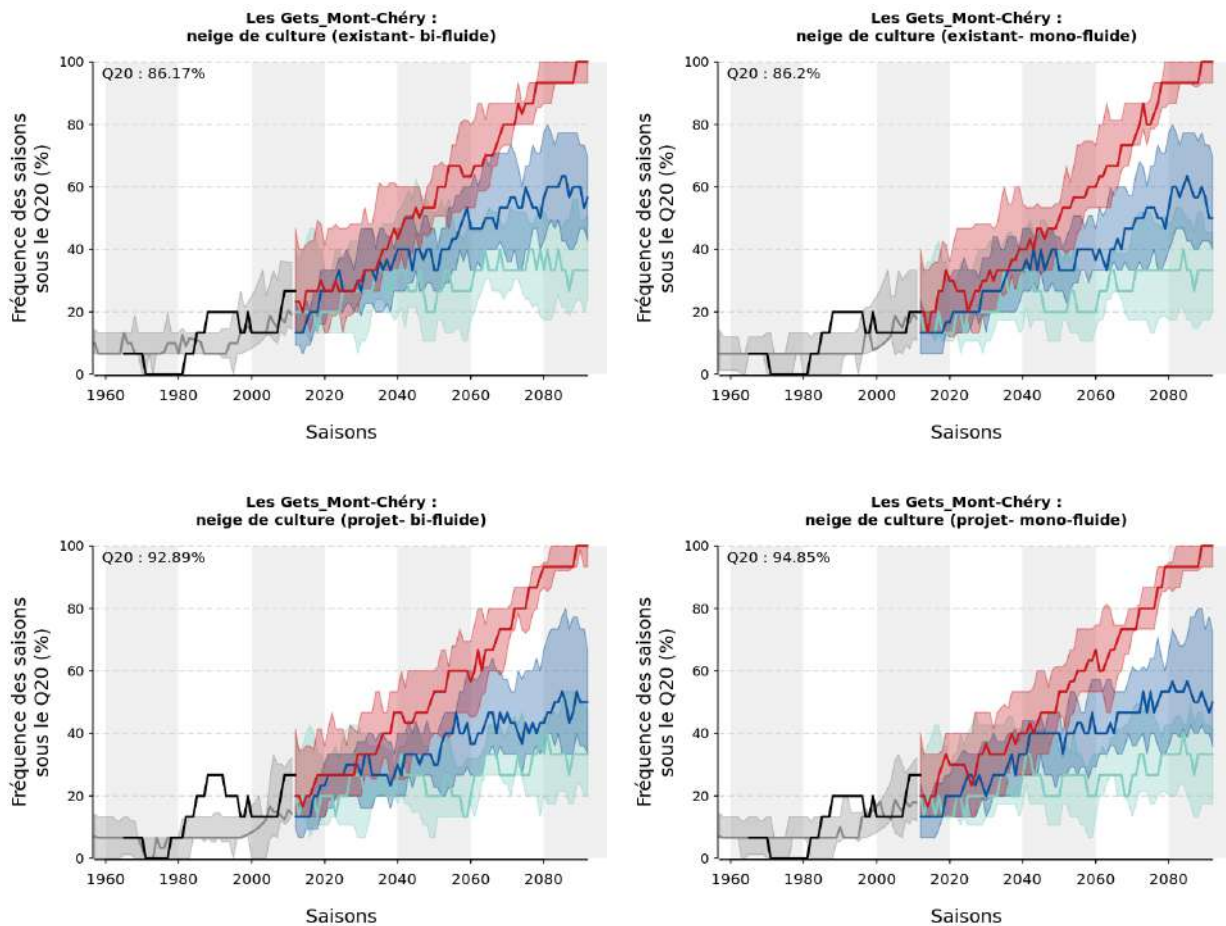 Les Gets_Mont-Chéry :
neige de culture (existant- bi-fluide)
Q20 : 86.17%
Fréquence des saisons
sous le Q20 (%)
100
80
60
40
20
0
1960 1980 2000 2020 2040 2060 2080
Saisons
Les Gets_Mont-Chéry :
neige de culture (existant- mono-fluide)
Q20 : 86.2%
Fréquence des saisons
sous le Q20 (%)
100
80
60
40
20
0
1960 1980 2000 2020 2040 2060 2080
Saisons
Les Gets_Mont-Chéry :
neige de culture (projet- bi-fluide)
Q20 : 92.89%
Fréquence des saisons
sous le Q20 (%)
100
80
60
40
20
0
1960 1980 2000 2020 2040 2060 2080
Saisons
Les Gets_Mont-Chéry :
neige de culture (projet- mono-fluide)
Q20 : 94.85%
Fréquence des saisons
sous le Q20 (%)
100
80
60
40
20
0
1960 1980 2000 2020 2040 2060 2080
Saisons